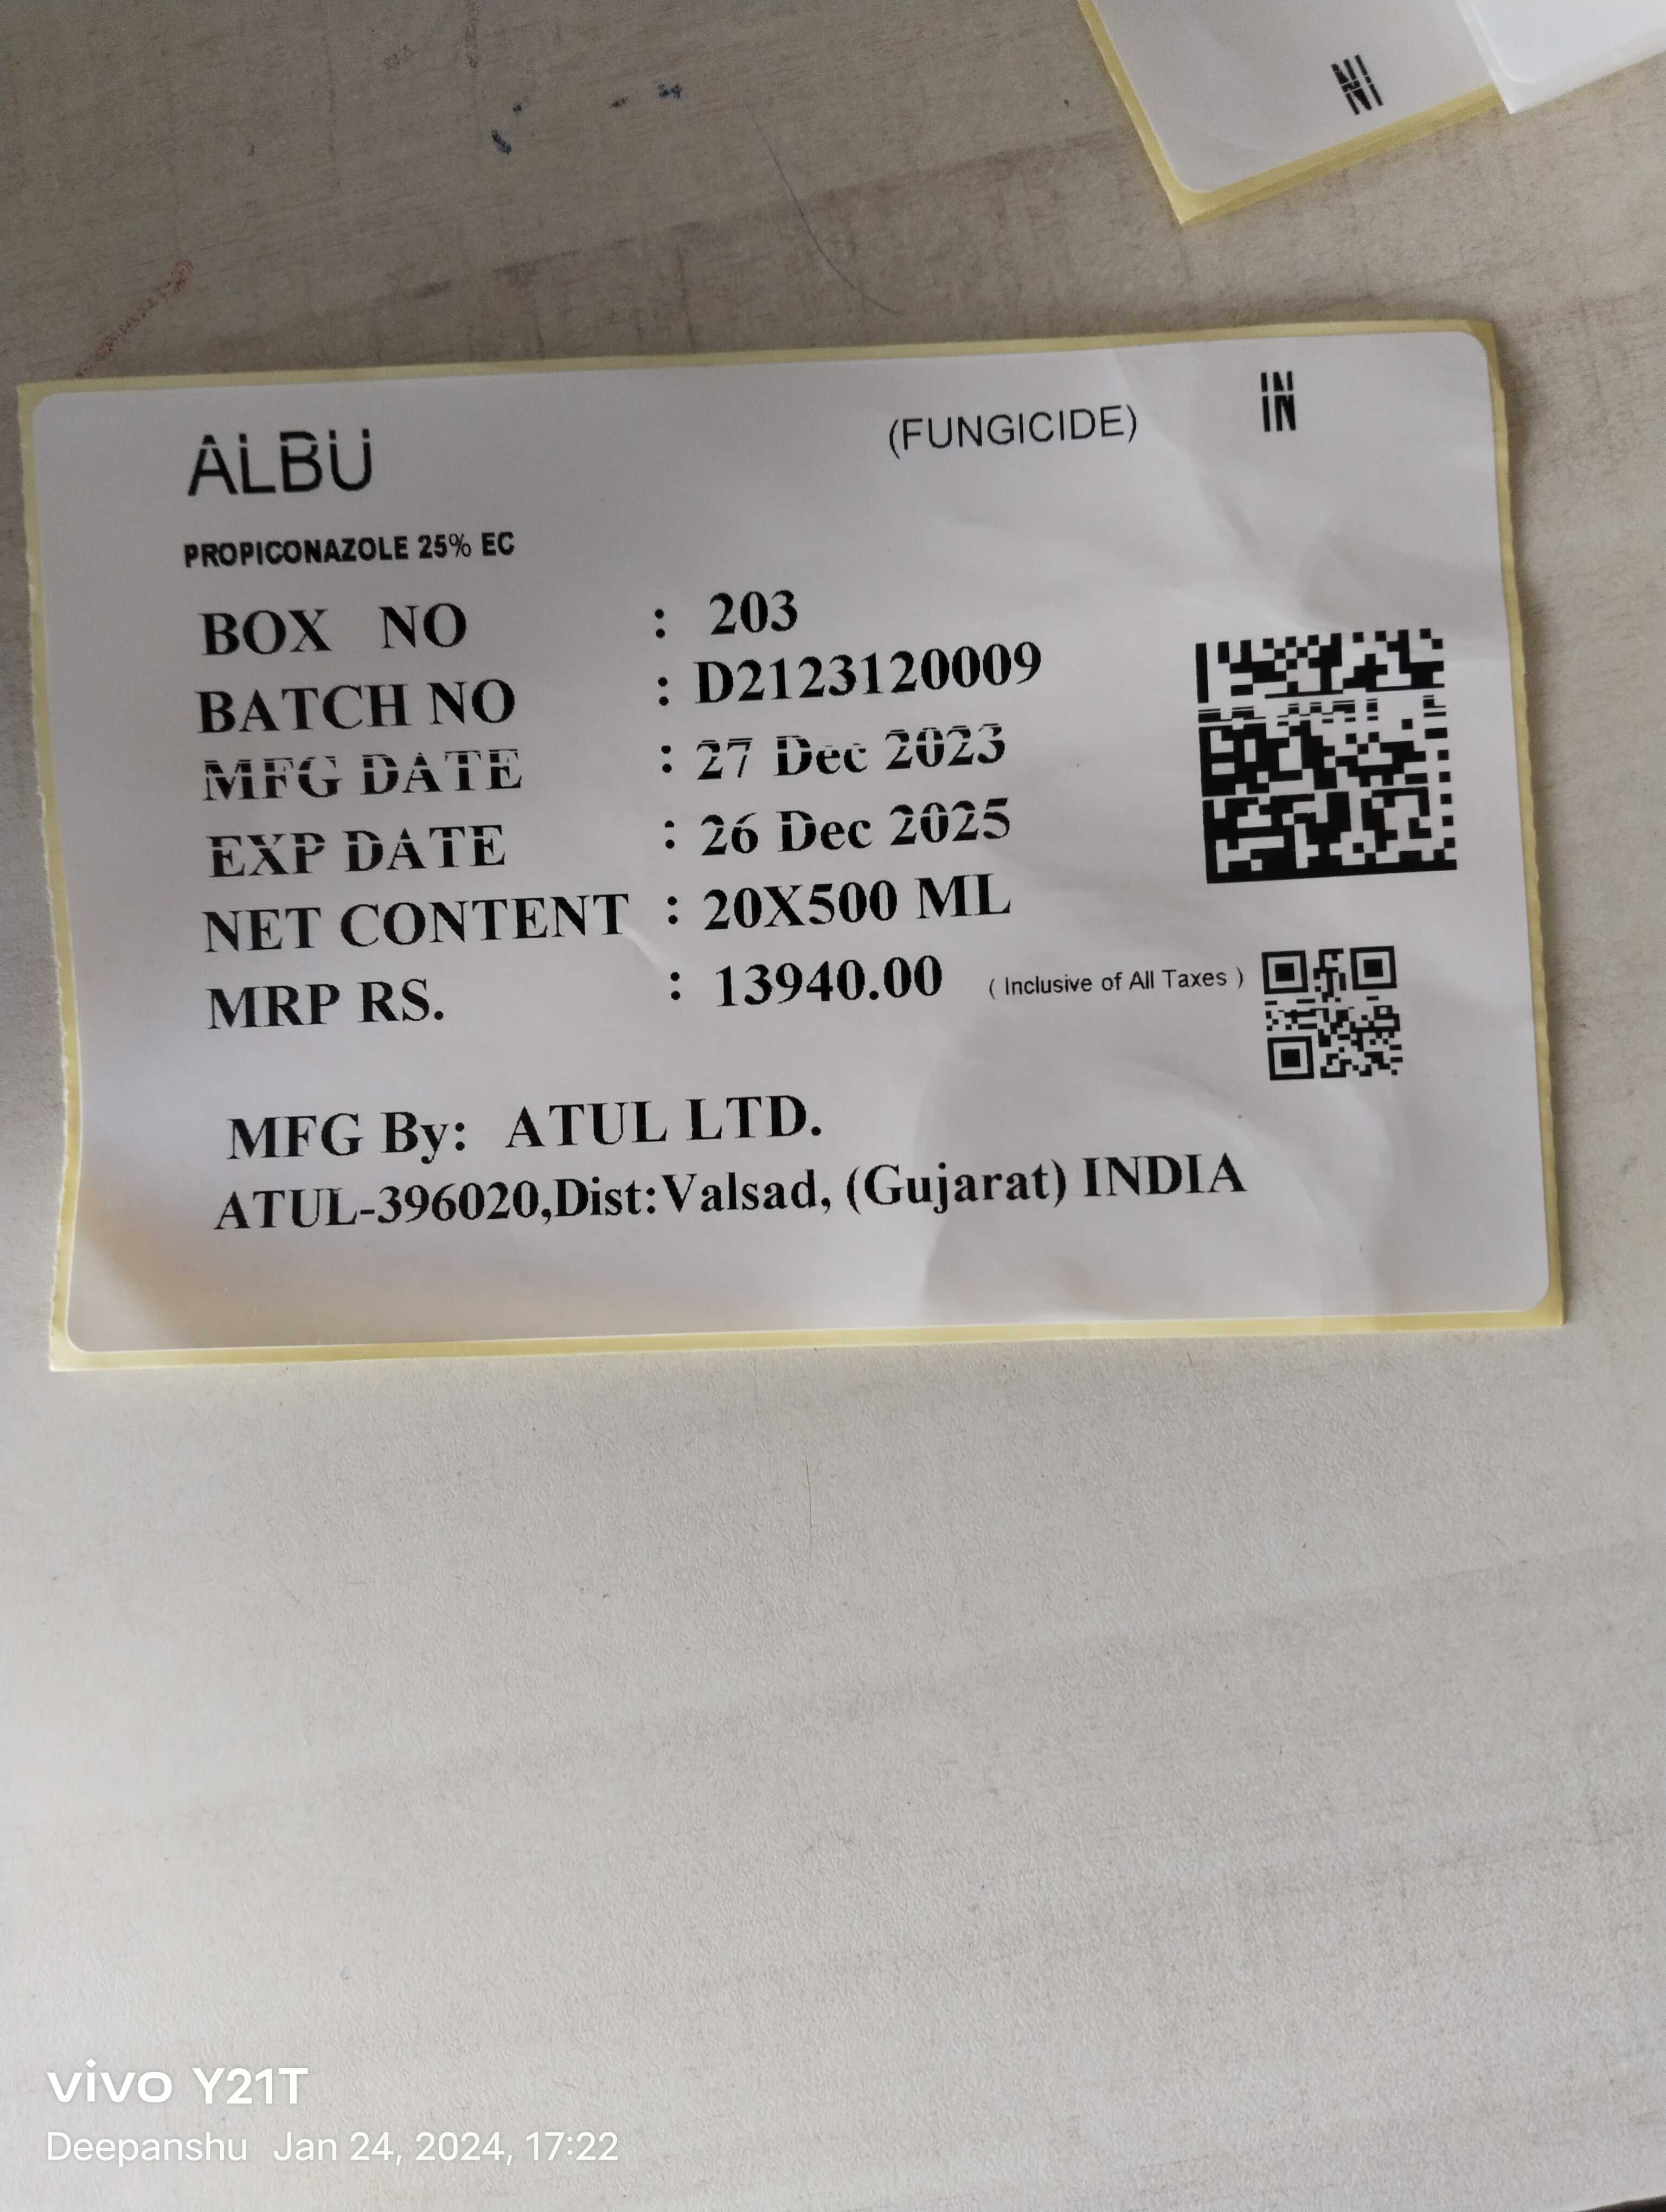 IN
ALBU (FUNGICIDE) IN
PROPICONAZOLE 25% EC
BOX NO : 203
BATCH NO : D2123120009
MFG DATE : 27 Dec 2023
EXP DATE : 26 Dec 2025
NET CONTENT : 20X500 ML
MRP RS. : 13940.00 ( Inclusive of All Taxes )
MFG By: ATUL LTD.
ATUL-396020,Dist:Valsad, (Gujarat) INDIA
vivo Y21T
Deepanshu Jan 24, 2024, 17:22